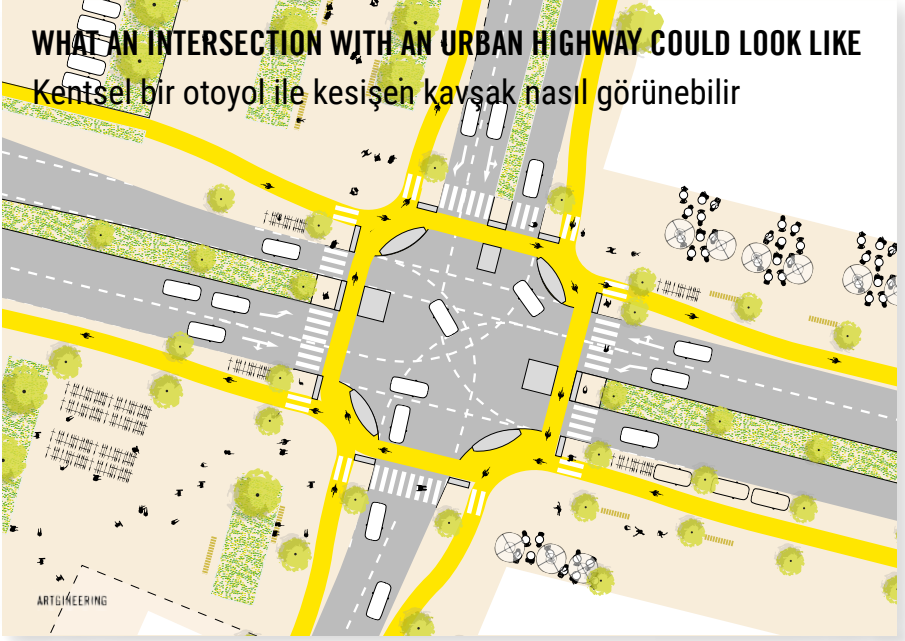 WHAT AN INTERSECTION WITH AN URBAN HIGHWAY COULD LOOK LIKE
Kentsel bir otoyol ile kesişen kavşak nasıl görünebilir
ARTGINEERING